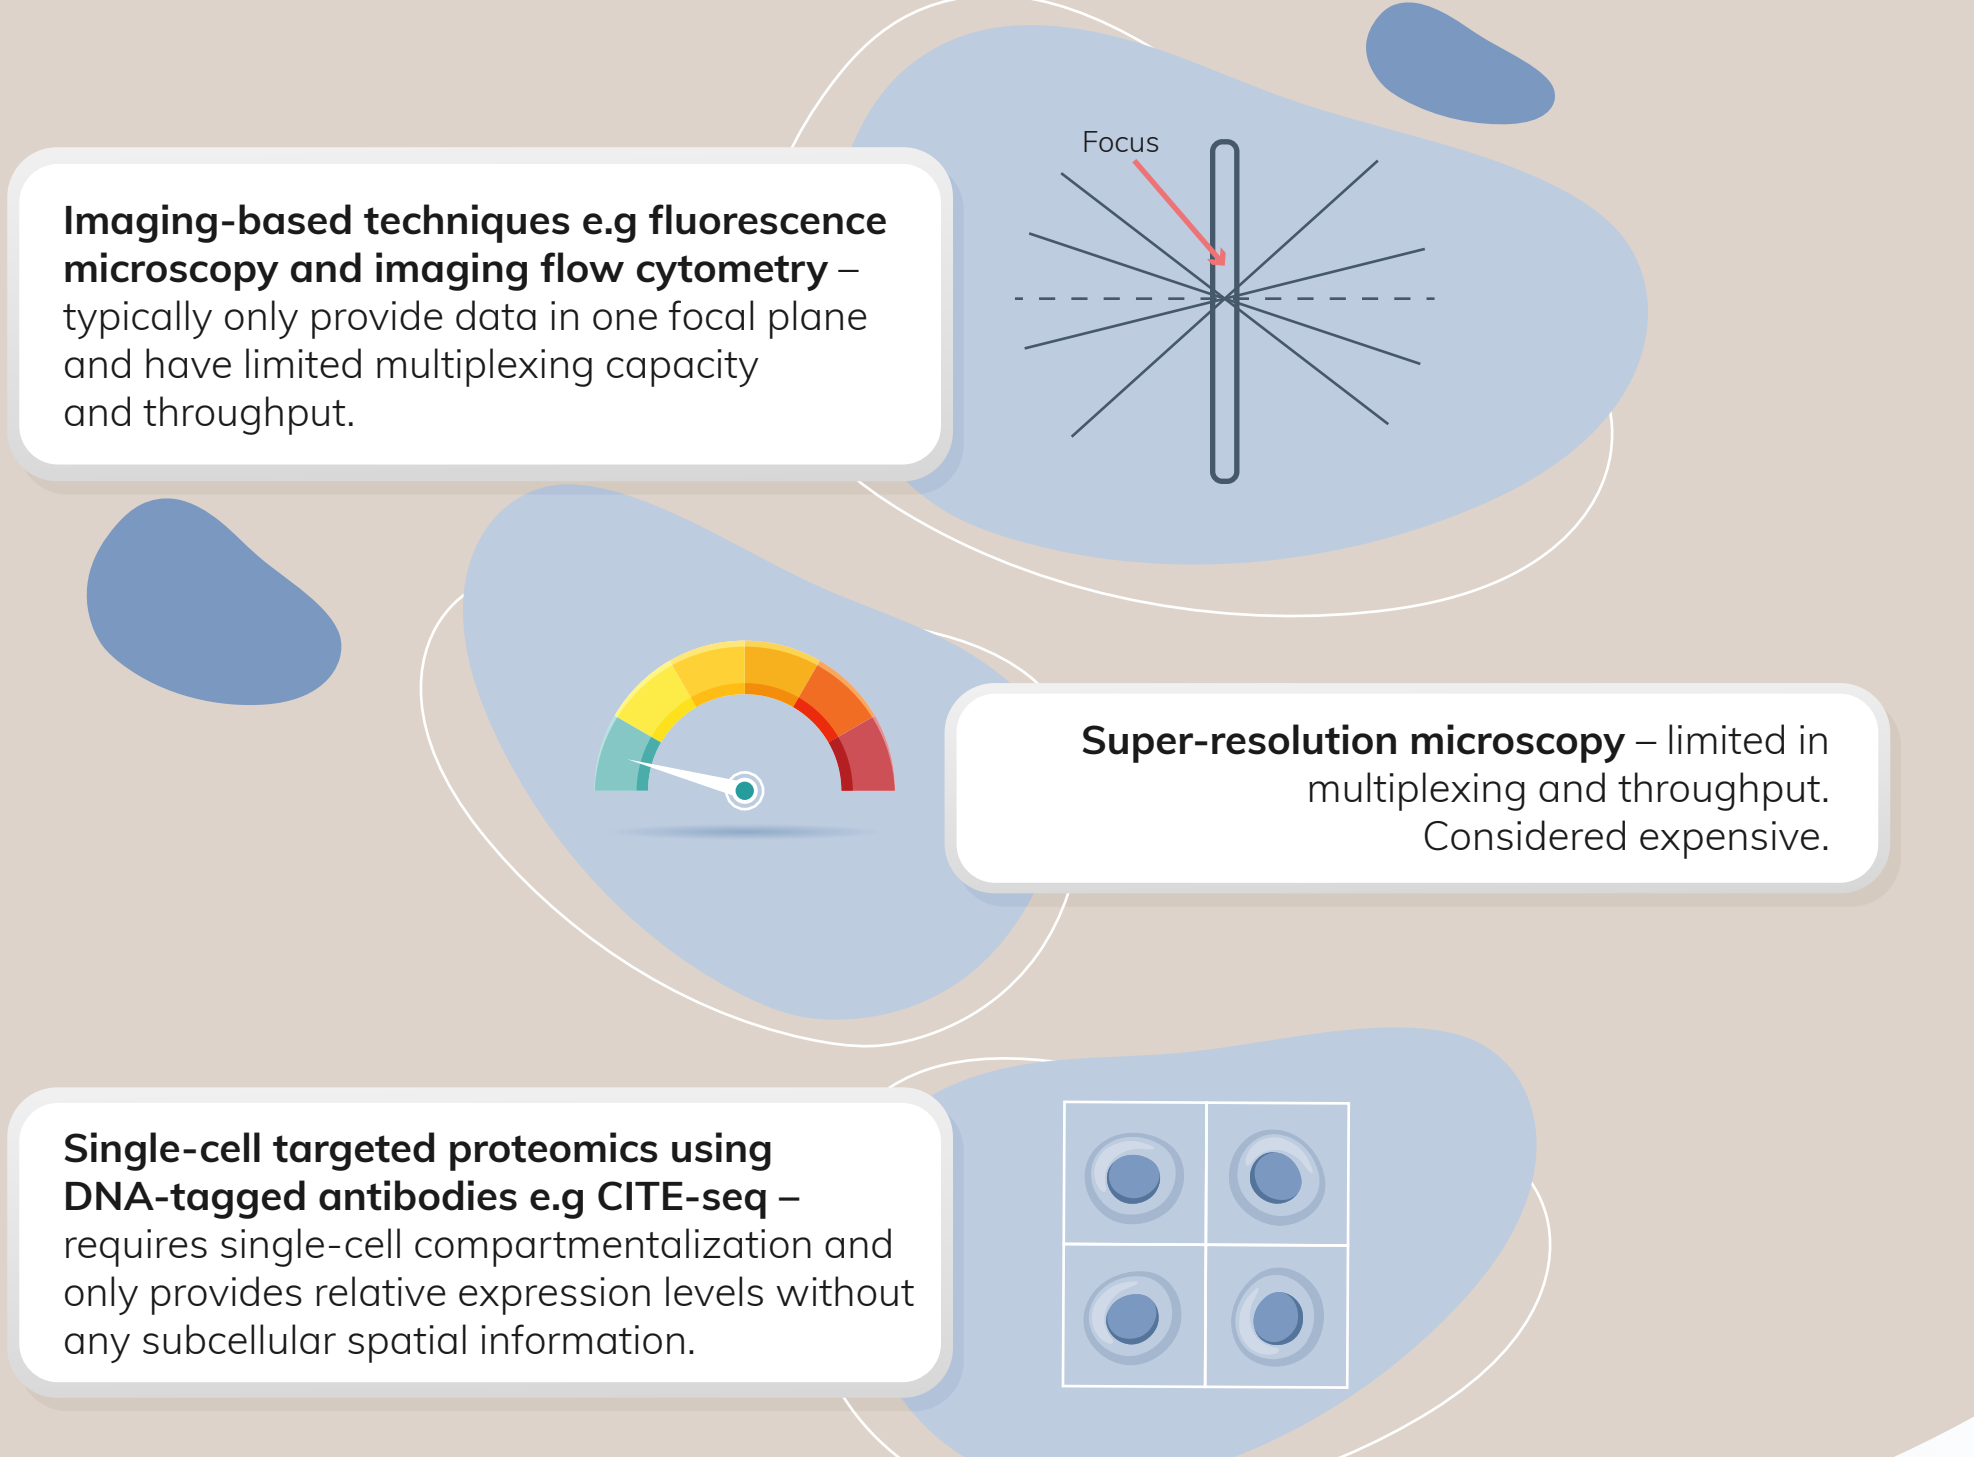 Focus
Imaging-based techniques e.g fluorescence
microscopy and imaging flow cytometry –
typically only provide data in one focal plane
and have limited multiplexing capacity
and throughput.
Super-resolution microscopy – limited in
multiplexing and throughput.
Considered expensive.
Single-cell targeted proteomics using
DNA-tagged antibodies e.g CITE-seq –
requires single-cell compartmentalization and
only provides relative expression levels without
any subcellular spatial information.